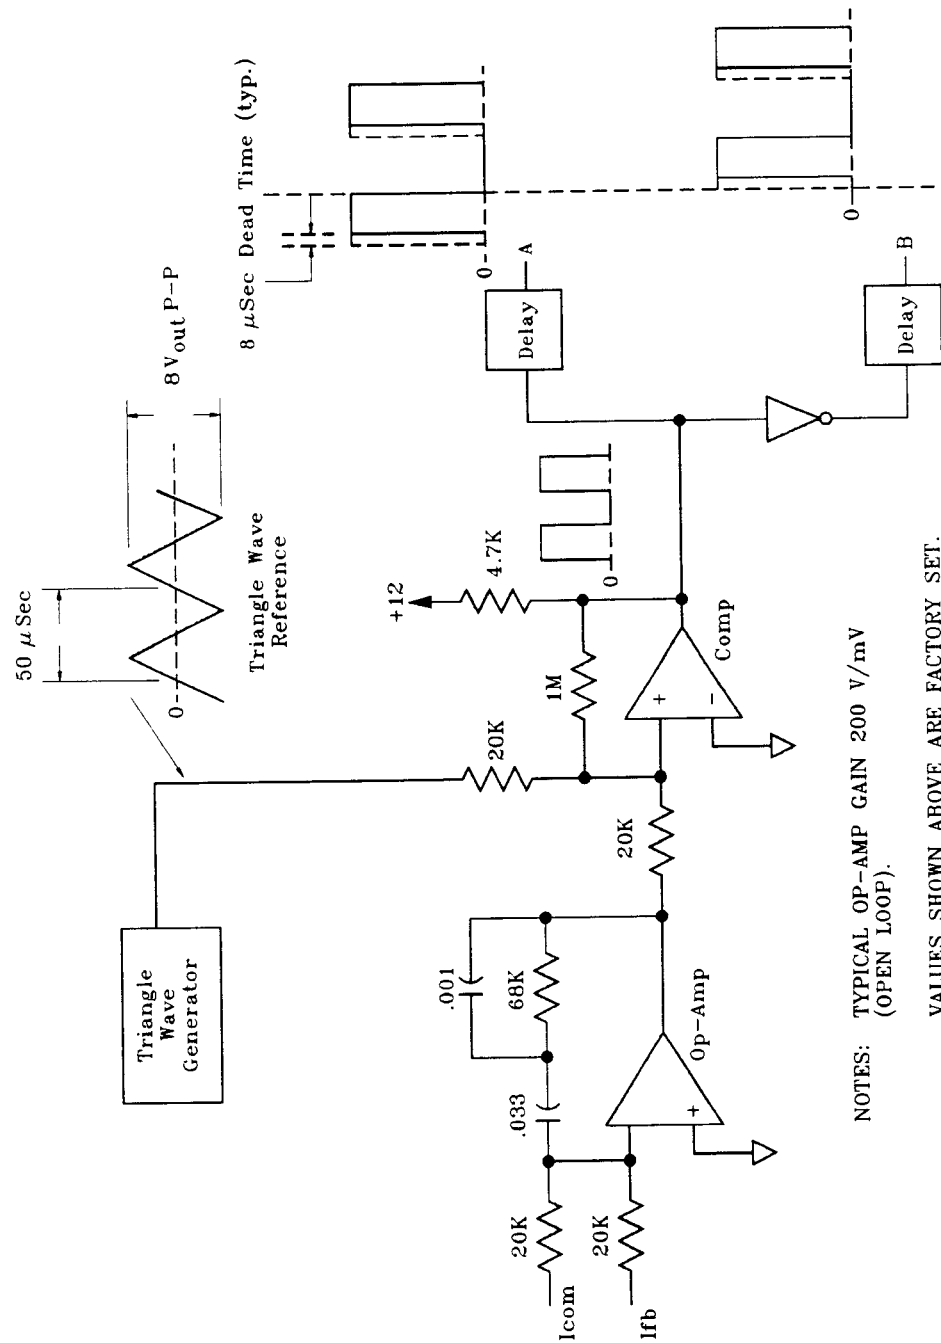 50 μSec
0
8 Vout P-P
Triangle Wave
Reference
Triangle
Wave
Generator
8 μSec Dead Time (typ.)
0
0
20K
+12
4.7K
1M
0
Delay
A
Delay
B
Icom
20K
Ifb
20K
.033
.001
68K
+
Op-Amp
20K
+
-
Comp
NOTES: TYPICAL OP-AMP GAIN 200 V/mV
(OPEN LOOP).
VALUES SHOWN ABOVE ARE FACTORY SET.